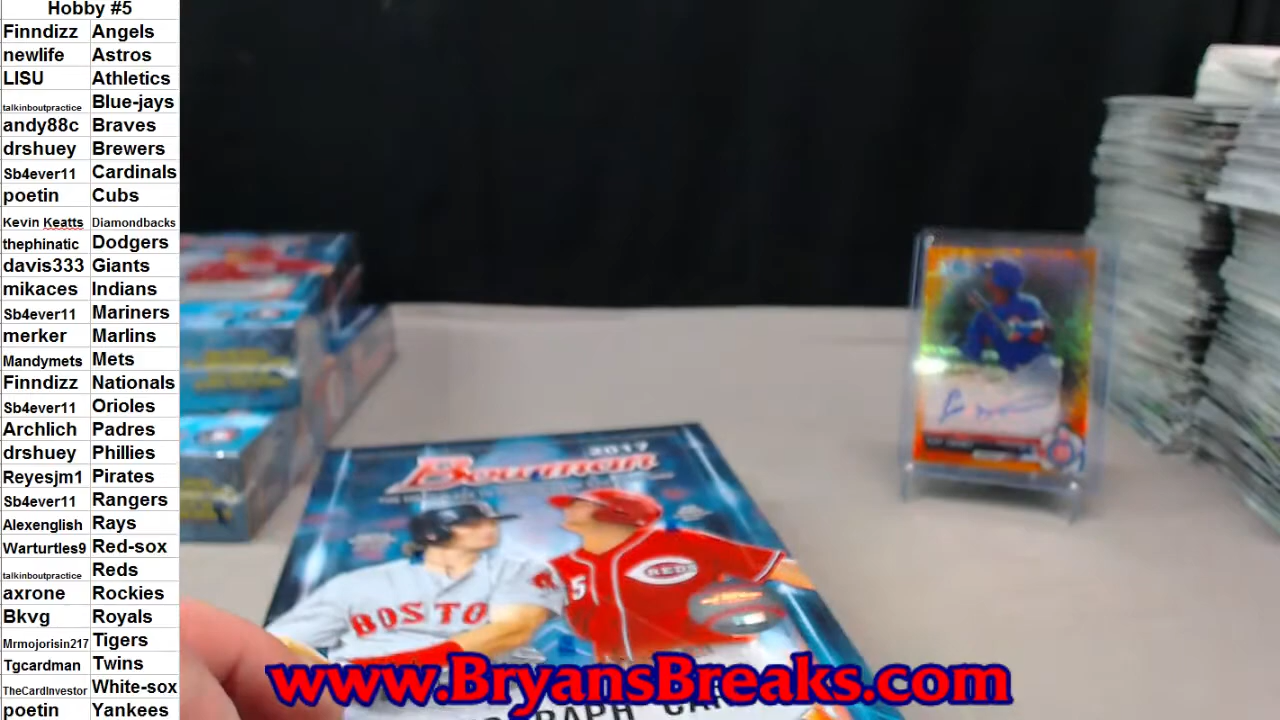 Hobby #5
Finndizz Angels
newlife Astros
LISU Athletics
talkinboutpractice Blue-jays
andy88c Braves
drshuey Brewers
Sb4ever11 Cardinals
poetin Cubs
Kevin Keatts Diamondbacks
thephinatic Dodgers
davis333 Giants
mikaces Indians
Sb4ever11 Mariners
merker Marlins
Mandymets Mets
Finndizz Nationals
Sb4ever11 Orioles
Archlich Padres
drshuey Phillies
Reyesjm1 Pirates
Sb4ever11 Rangers
Alexenglish Rays
Warturtles9 Red-sox
talkinboutpractice Reds
axrone Rockies
Bkvg Royals
Mrmojorisin217 Tigers
Tgcardman Twins
TheCardInvestor White-sox
poetin Yankees
2017
Bowman
BOSTO
REDS
5
www.BryansBreaks.com